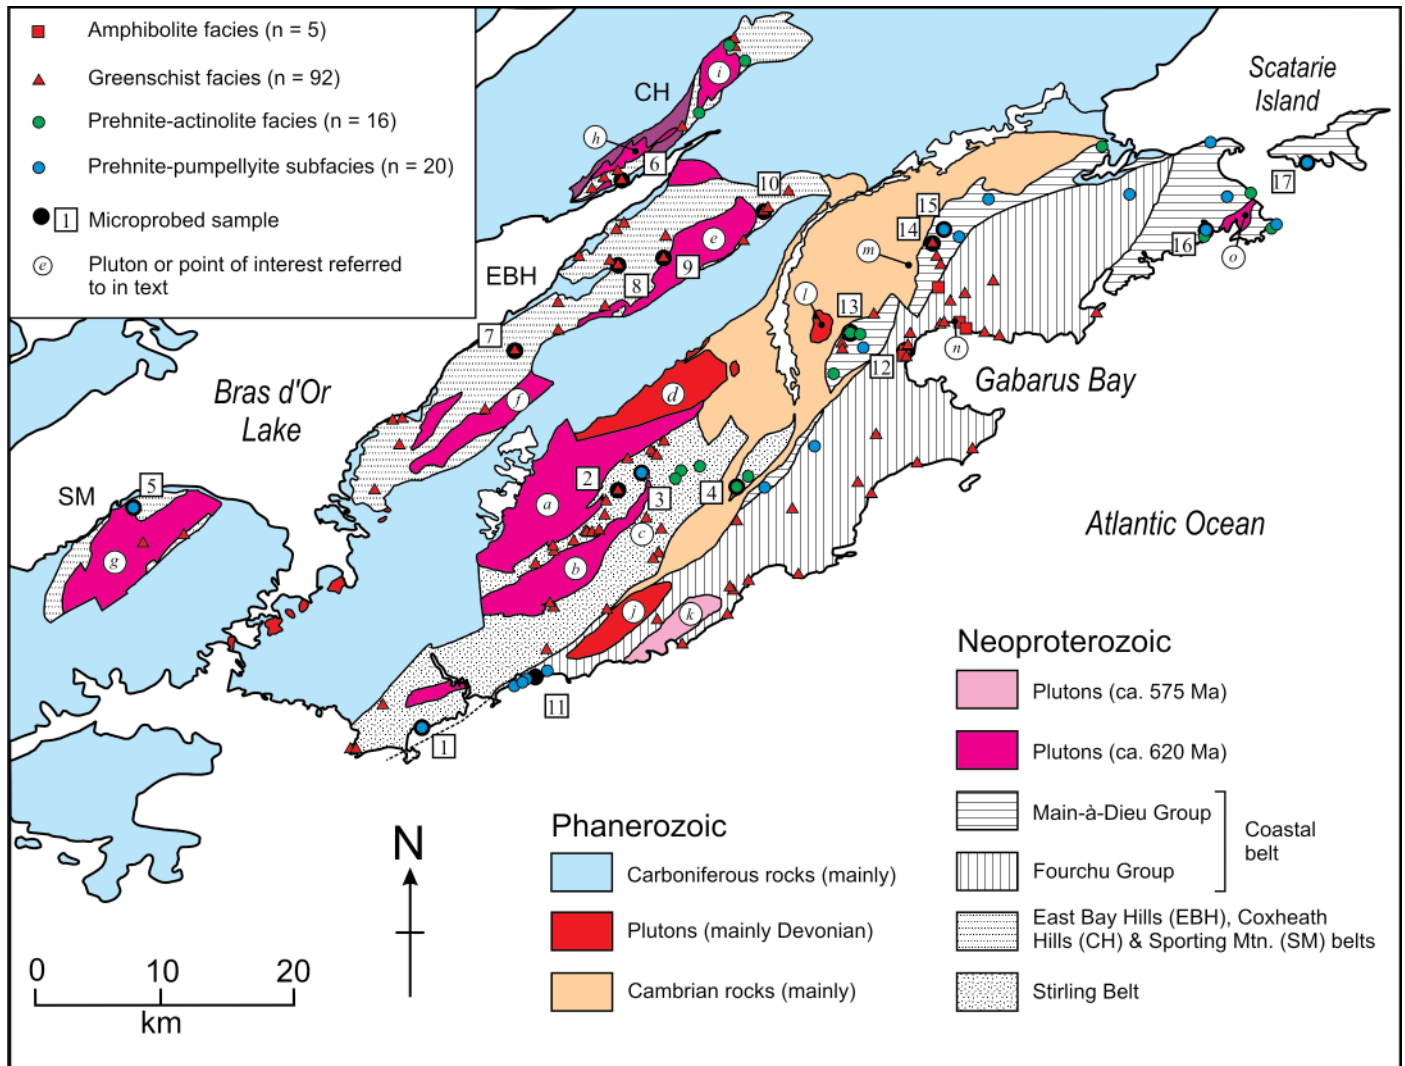 Amphibolite facies (n = 5)
Greenschist facies (n = 92)
Prehnite-actinolite facies (n = 16)
Prehnite-pumpellyite subfacies (n = 20)
1 Microprobed sample
e Pluton or point of interest referred
to in text
CH
i
h
6
Scatarie
Island
17
10
15
14
e
m
16
o
EBH
9
8
l
13
7
n
12
Gabarus Bay
Bras d'Or
Lake
d
f
SM
5
2
3
4
a
c
Atlantic Ocean
g
b
j
k
11
1
Neoproterozoic
Plutons (ca. 575 Ma)
Plutons (ca. 620 Ma)
Main-à-Dieu Group
Coastal
belt
Fourchu Group
East Bay Hills (EBH), Coxheath
Hills (CH) & Sporting Mtn. (SM) belts
Stirling Belt
Phanerozoic
Carboniferous rocks (mainly)
Plutons (mainly Devonian)
Cambrian rocks (mainly)
N
0 10 20
km